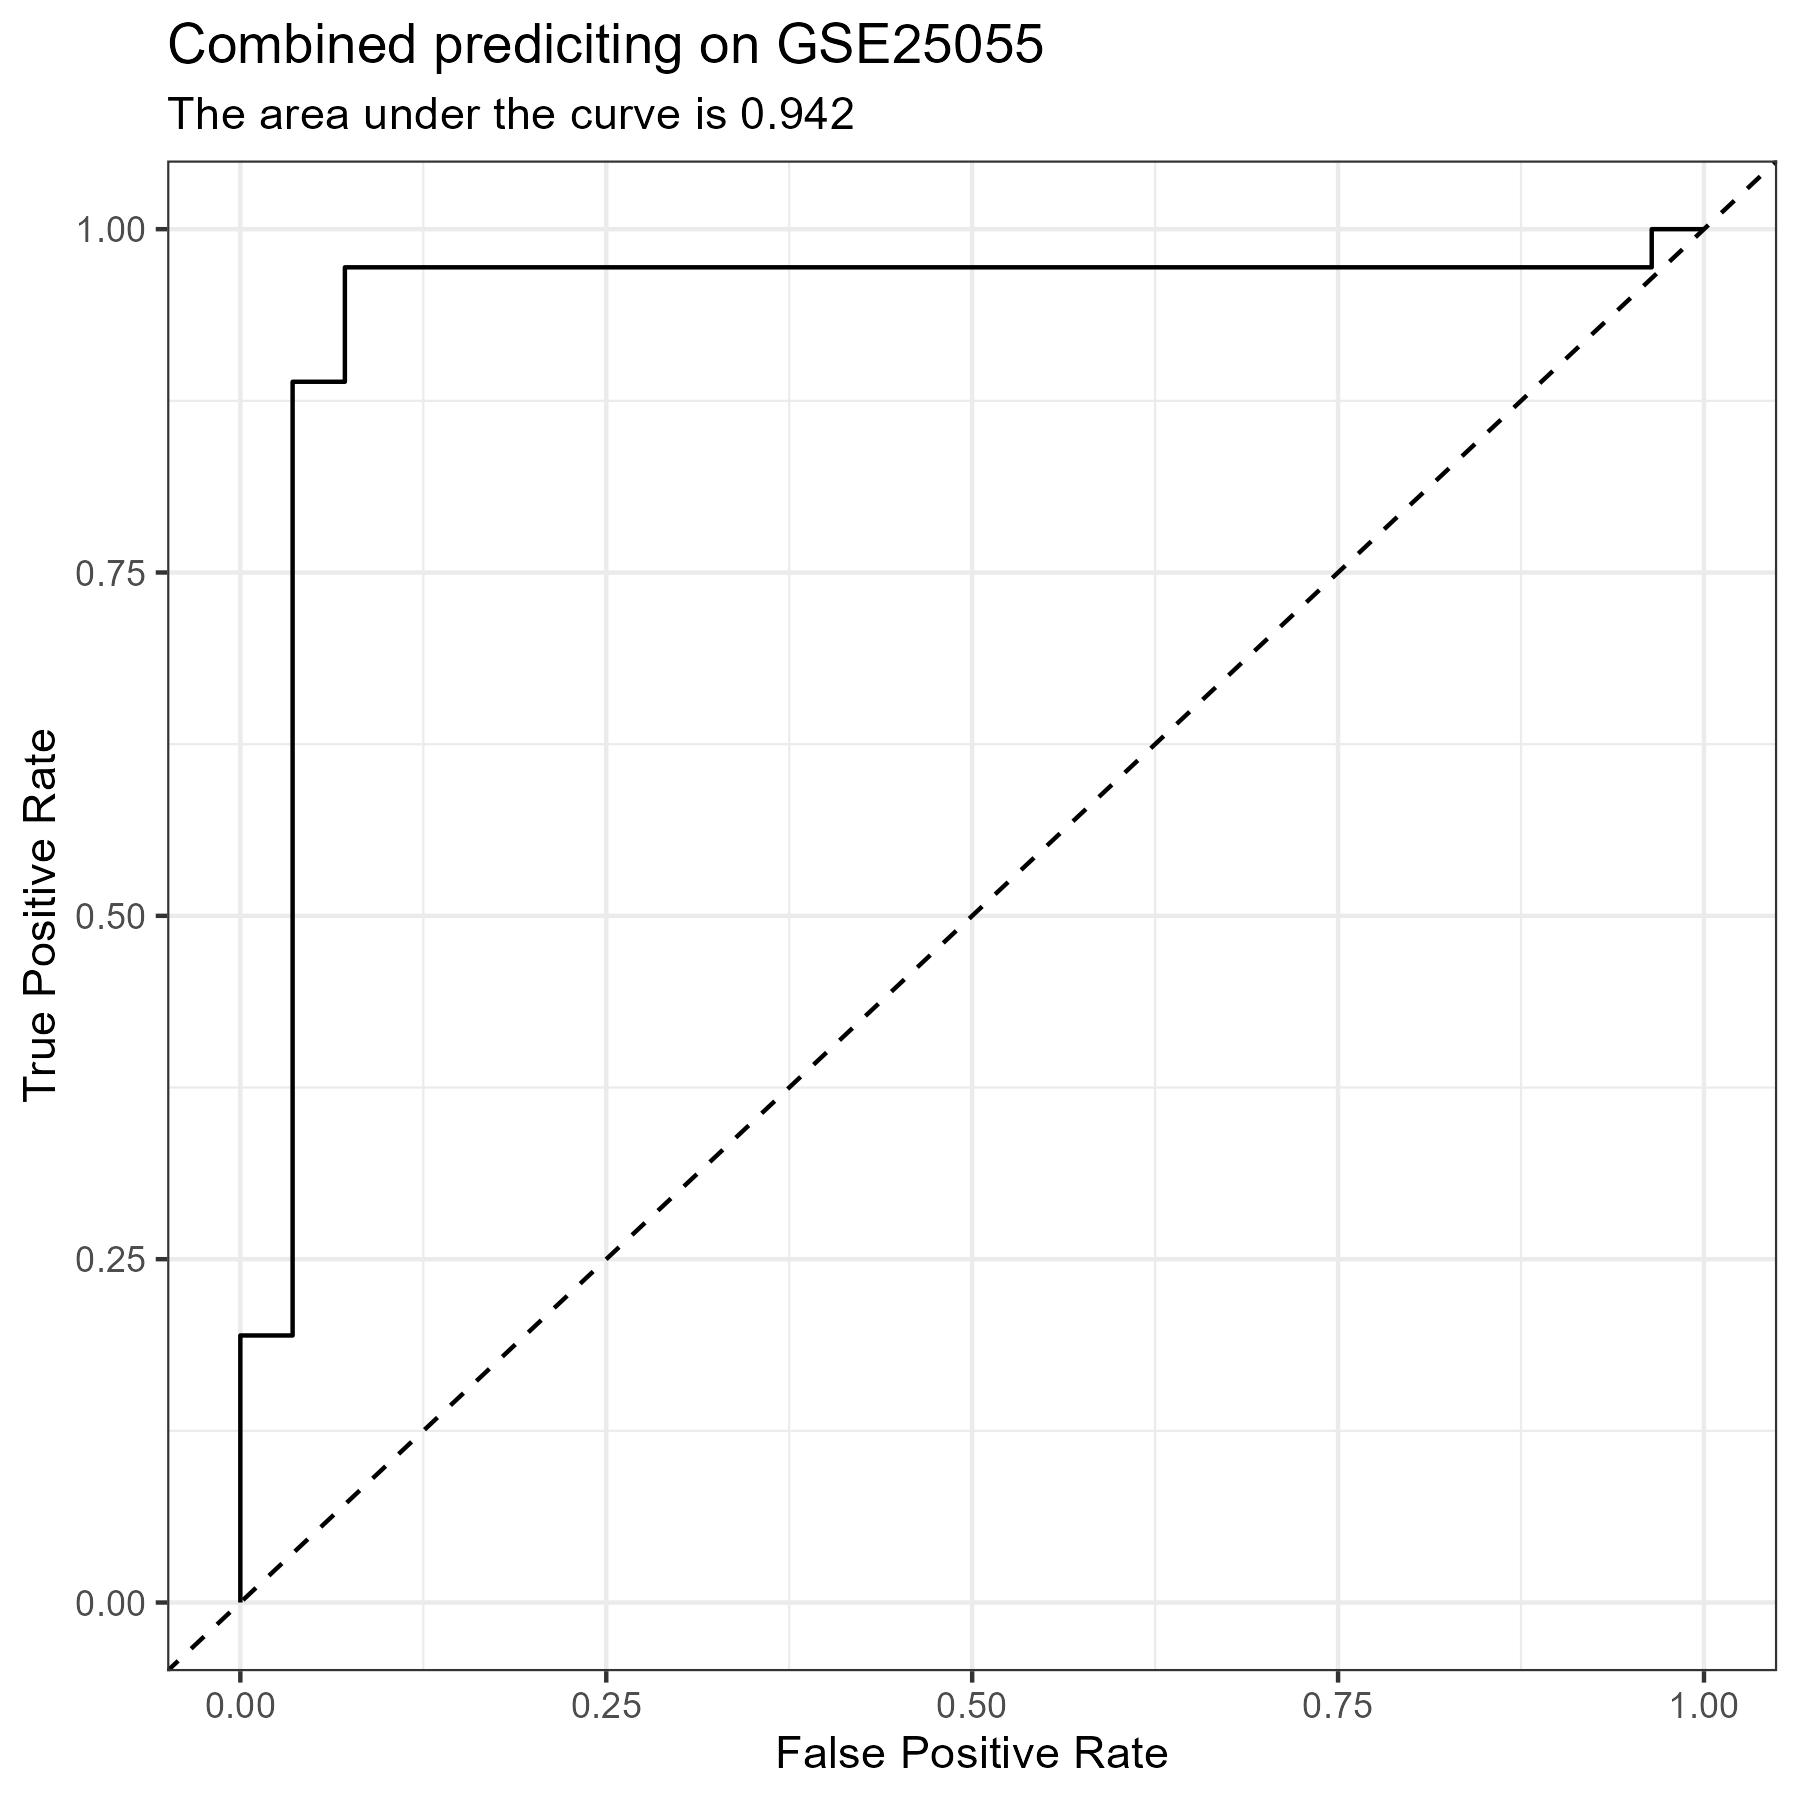 Combined prediciting on GSE25055
The area under the curve is 0.942
1.00
0.75
0.50
0.25
0.00
True Positive Rate
0.00 0.25 0.50 0.75 1.00
False Positive Rate